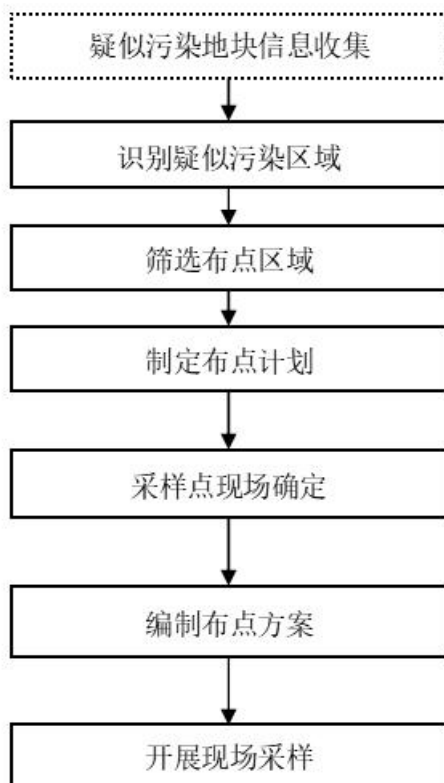 疑似污染地块信息收集
识别疑似污染区域
筛选布点区域
制定布点计划
采样点现场确定
编制布点方案
开展现场采样